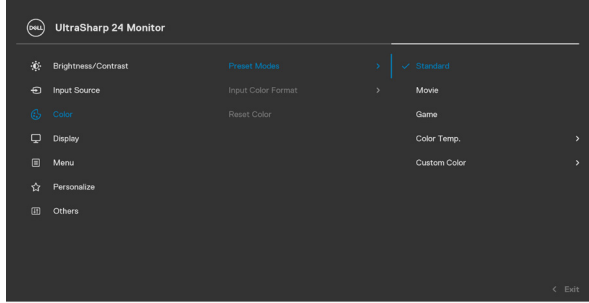 DELL UltraSharp 24 Monitor
Brightness/Contrast Preset Modes > ✓ Standard
Input Source Input Color Format > Movie
Color Reset Color Game
Display Color Temp. >
Menu Custom Color >
Personalize
Others
< Exit